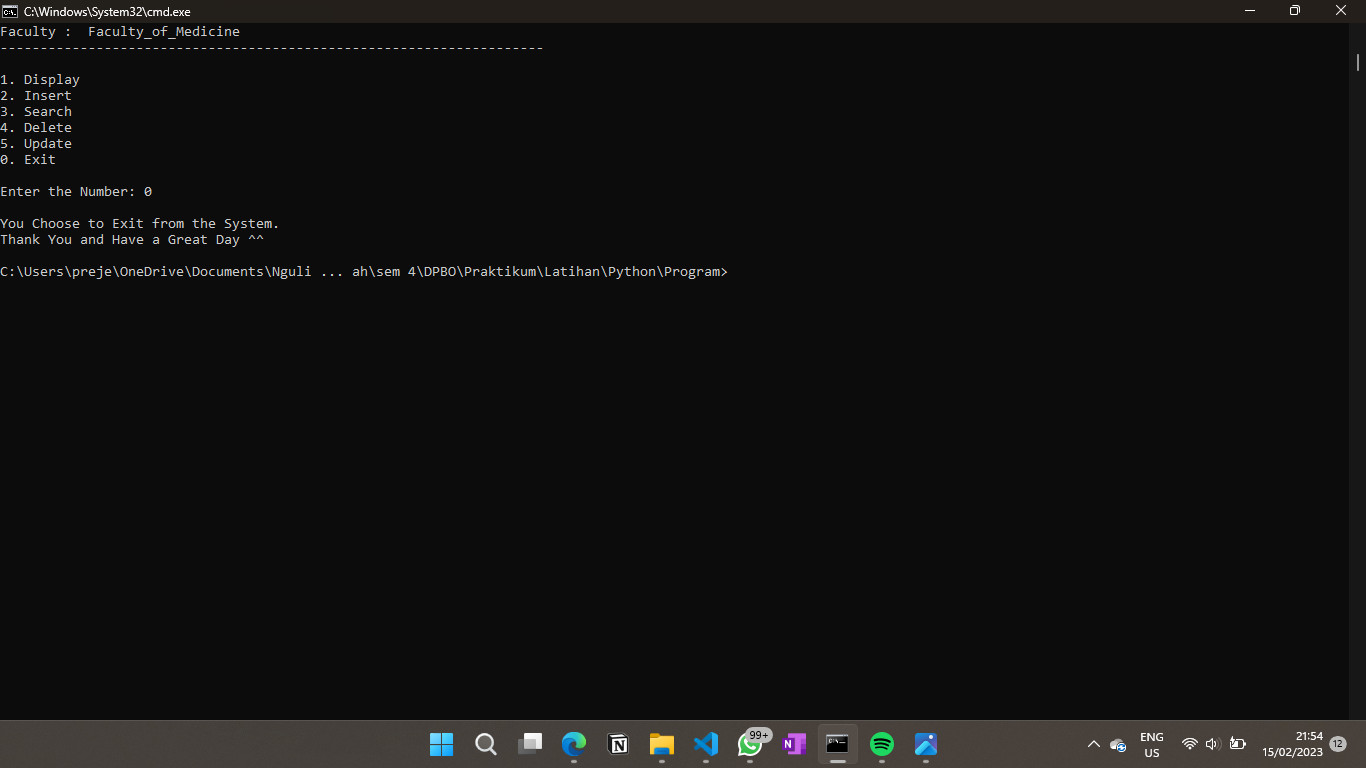 C:\Windows\System32\cmd.exe
Faculty :  Faculty_of_Medicine
--------------------------------------------------------------------
1. Display
2. Insert
3. Search
4. Delete
5. Update
0. Exit
Enter the Number: 0
You Choose to Exit from the System.
Thank You and Have a Great Day ^^
C:\Users\preje\OneDrive\Documents\Nguli ... ah\sem 4\DPBO\Praktikum\Latihan\Python\Program>
99+
N
N
ENG
US
21:54
15/02/2023
12